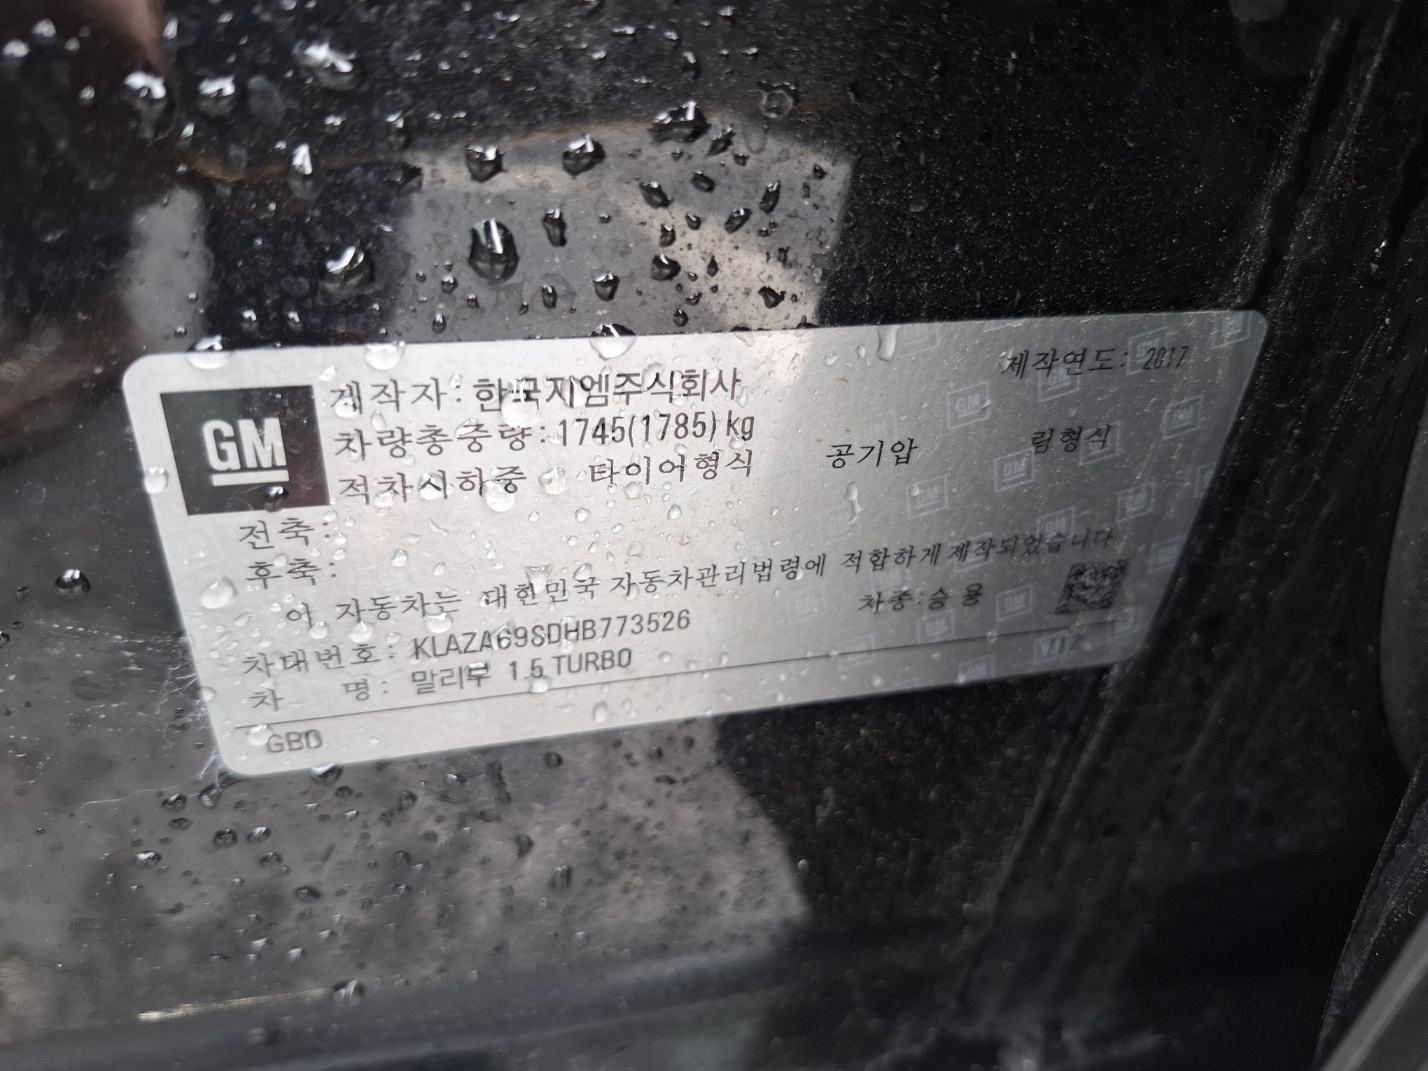 GM
제작자: 한국지엠주식회사
제작연도: 2017
차량총중량: 1745(1785) kg
적차시하중 타이어형식 공기압 림형식
전축:
후축:
이 자동차는 대한민국 자동차관리법령에 적합하게 제작되었습니다
차대번호: KLAZA69SDHB773526
차종: 승용
차 명: 말리부 1.5 TURBO
GB0